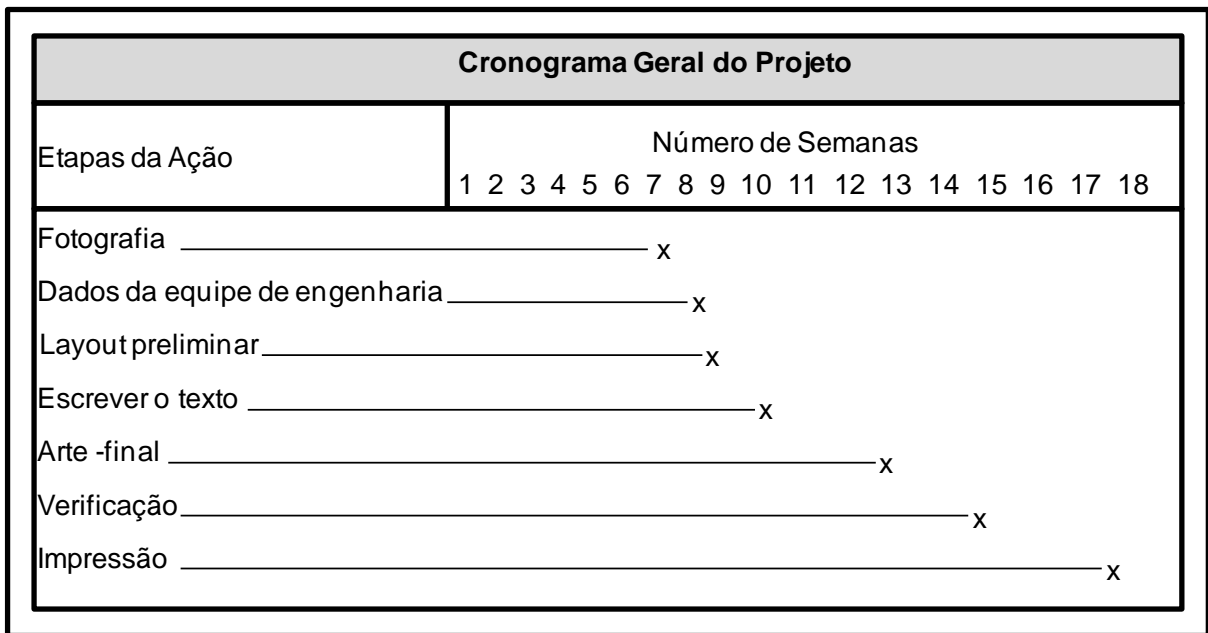 Cronograma Geral do Projeto
Etapas da Ação
Número de Semanas
1 2 3 4 5 6 7 8 9 10 11 12 13 14 15 16 17 18
Fotografia x
Dados da equipe de engenharia x
Layout preliminar x
Escrever o texto x
Arte -final x
Verificação x
Impressão x